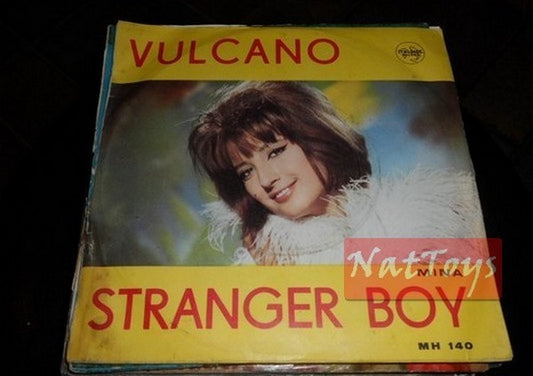 VULCANO
NatToys
MINA
STRANGER BOY
MH 140